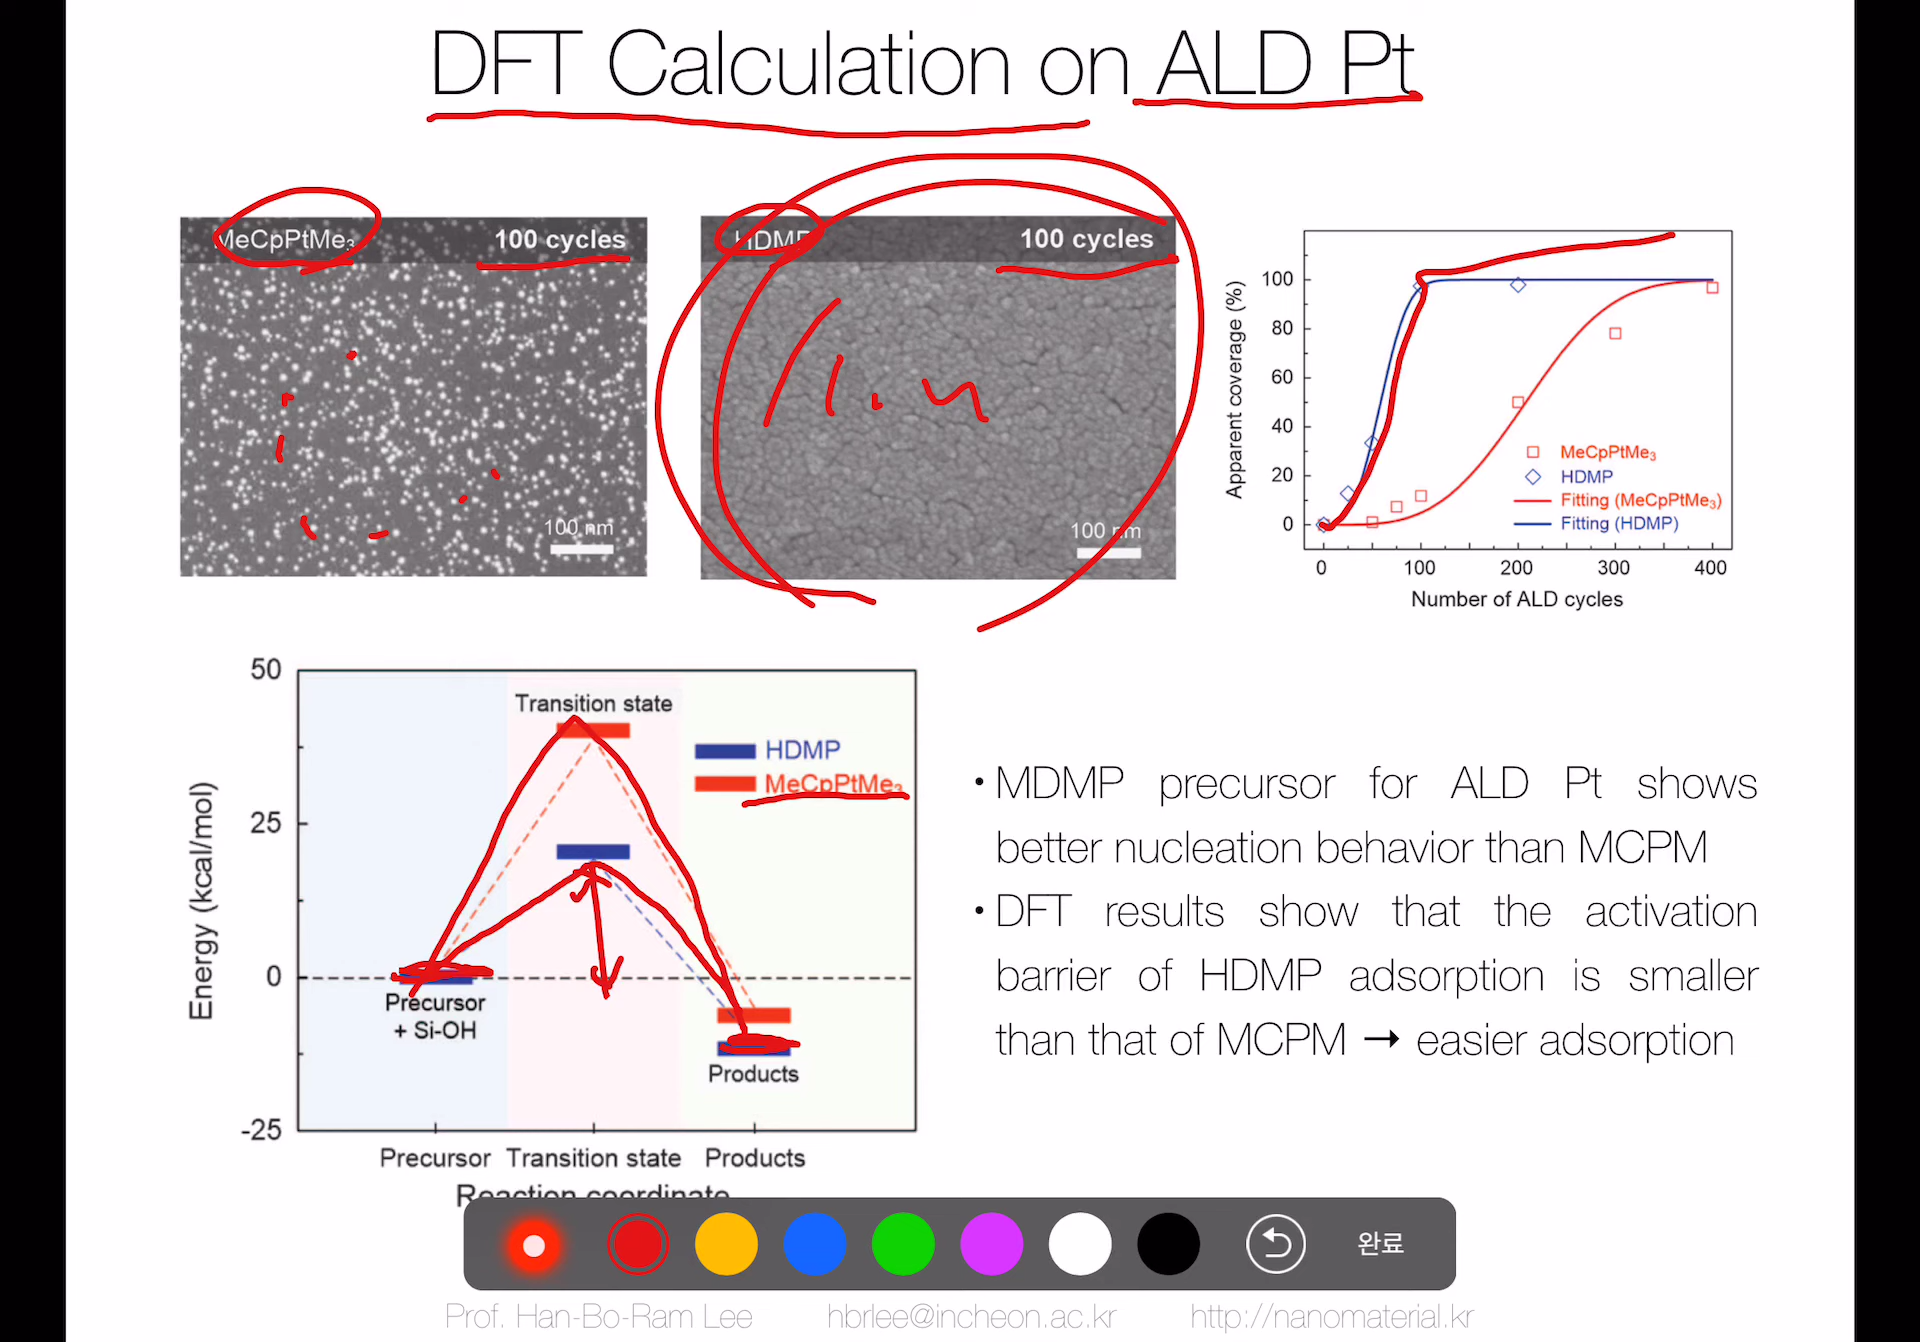 DFT Calculation on ALD Pt
MeCpPtMe₃ 100 cycles
100 nm
HDMP 100 cycles
100 nm
Apparent coverage (%)
100
80
60
40
20
0
MeCpPtMe₃
HDMP
Fitting (MeCpPtMe₃)
Fitting (HDMP)
0 100 200 300 400
Number of ALD cycles
Energy (kcal/mol)
50
25
0
-25
Transition state
HDMP
MeCpPtMe₃
Precursor
+ Si-OH
Products
Precursor Transition state Products
Reaction coordinate
• MDMP precursor for ALD Pt shows
better nucleation behavior than MCPM
• DFT results show that the activation
barrier of HDMP adsorption is smaller
than that of MCPM → easier adsorption
완료
Prof. Han-Bo-Ram Lee hbrlee@incheon.ac.kr http://nanomaterial.kr